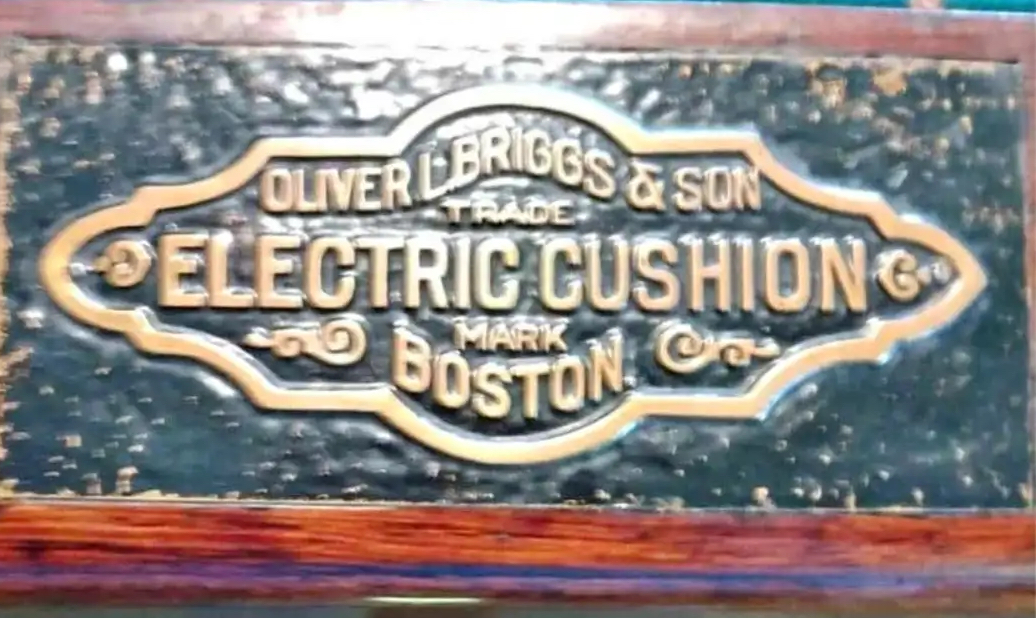 OLIVER L. BRIGGS & SON
TRADE
ELECTRIC CUSHION
MARK
BOSTON